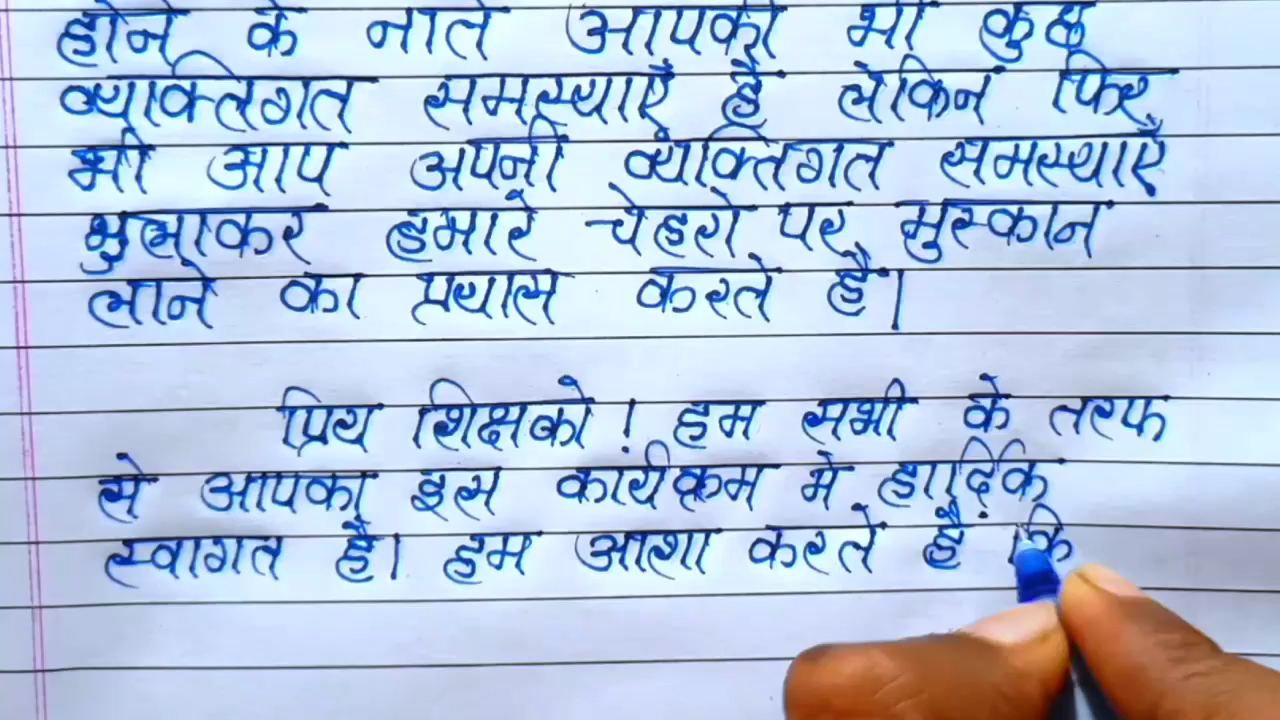 होने के नाते आपकी भी कुछ
व्यक्तिगत समस्याएँ है लेकिन फिर
भी आप अपनी व्यक्तिगत समस्याएँ
भुलाकर हमारे चेहरो पर मुस्कान
लाने का प्रयास करते है।
प्रिय शिक्षको ! हम सभी के तरफ
से आपका इस कार्यक्रम मे हार्दिक
स्वागत है। हम आशा करते है कि